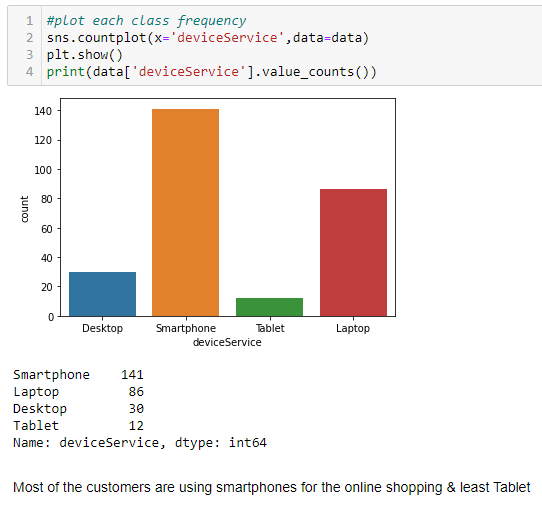 1 #plot each class frequency
2 sns.countplot(x='deviceService',data=data)
3 plt.show()
4 print(data['deviceService'].value_counts())
140
120
100
80
60
40
20
0
count
Desktop Smartphone Tablet Laptop
deviceService
Smartphone 141
Laptop 86
Desktop 30
Tablet 12
Name: deviceService, dtype: int64
Most of the customers are using smartphones for the online shopping & least Tablet